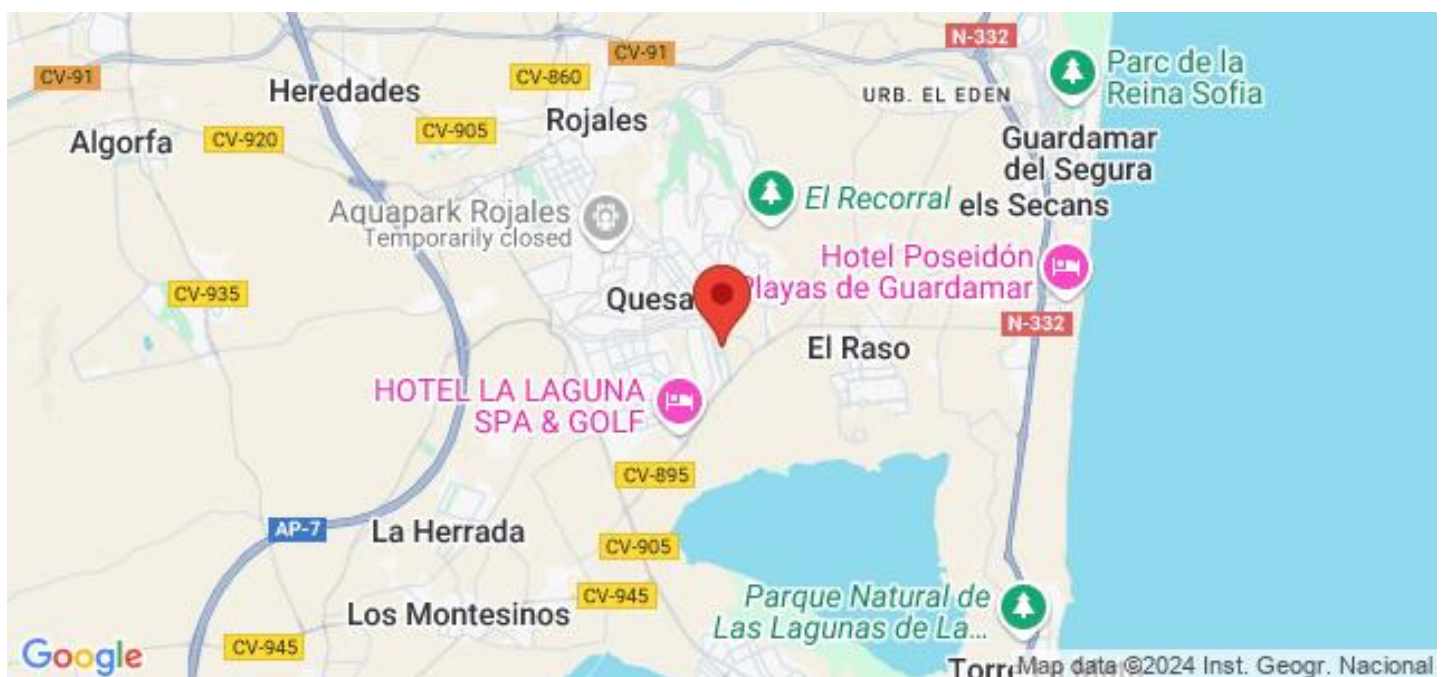 N-332
CV-91
CV-91
CV-860
Parc de la
Reina Sofia
Heredades
URB. EL EDEN
Rojales
CV-905
Algorfa
CV-920
Guardamar
del Segura
El Recorral
els Secans
Aquapark Rojales
Temporarily closed
Hotel Poseidón
Playas de Guardamar
CV-935
Quesa
N-332
El Raso
HOTEL LA LAGUNA
SPA & GOLF
CV-895
AP-7
La Herrada
CV-905
CV-945
Parque Natural de
Las Lagunas de La...
Los Montesinos
CV-945
Google
Torre
Map data ©2024 Inst. Geogr. Nacional